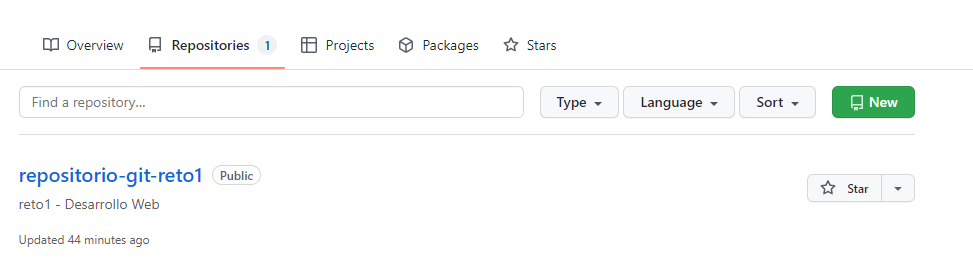 Overview Repositories 1 Projects Packages Stars
Find a repository... Type Language Sort New
repositorio-git-reto1 Public
Star
reto1 - Desarrollo Web
Updated 44 minutes ago